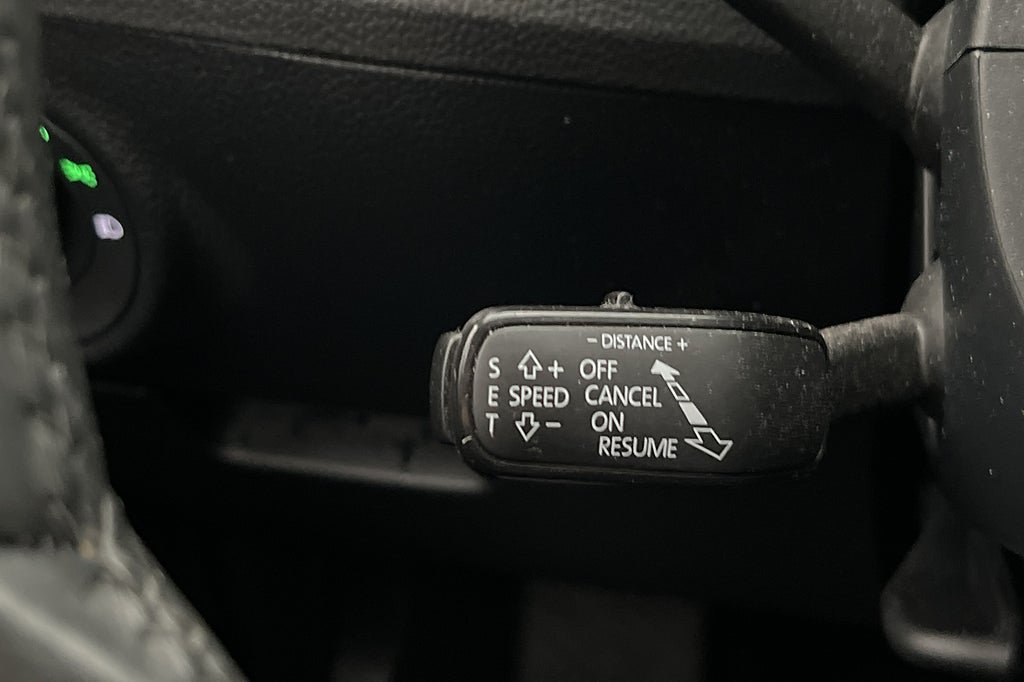 - DISTANCE +
S + OFF
E SPEED CANCEL
T - ON
RESUME